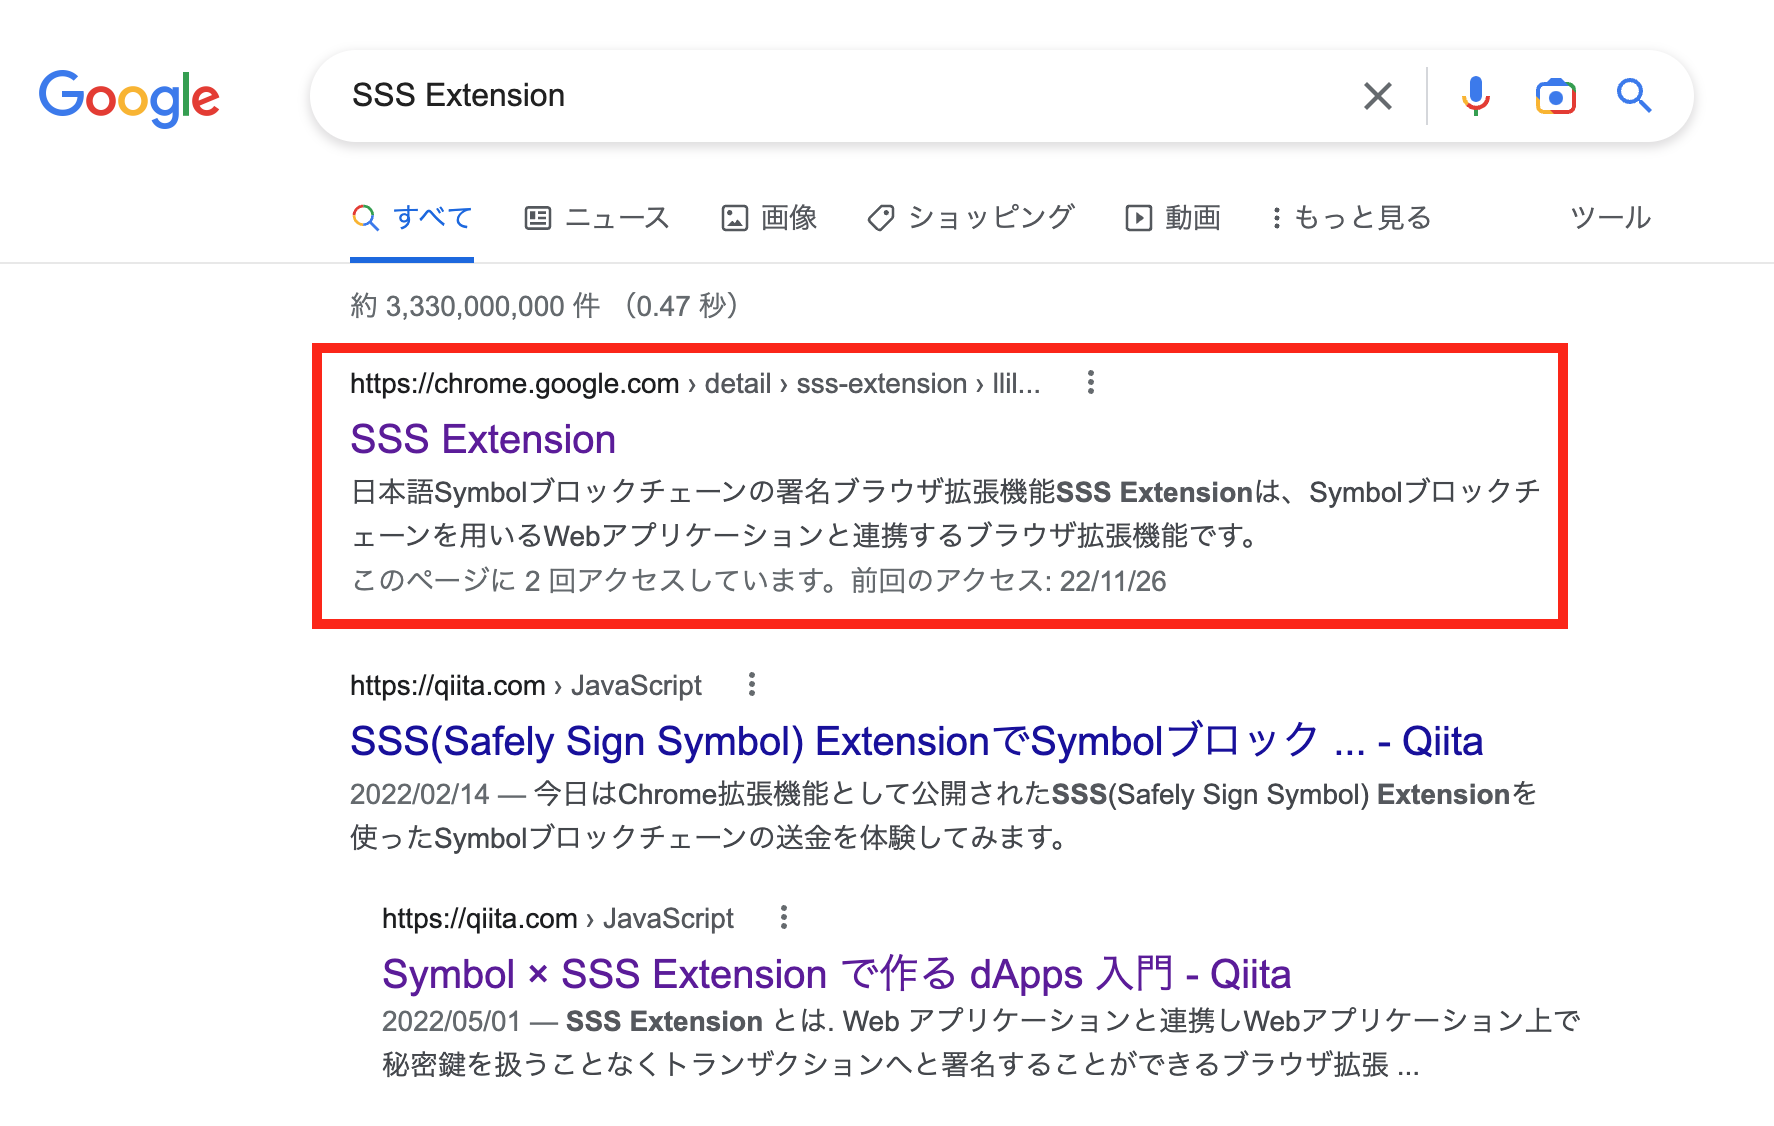 Google
SSS Extension
すべて ニュース 画像 ショッピング 動画 もっと見る ツール
約 3,330,000,000 件 （0.47 秒）
https://chrome.google.com › detail › sss-extension › llil...
SSS Extension
日本語Symbolブロックチェーンの署名ブラウザ拡張機能SSS Extensionは、Symbolブロックチ
ェーンを用いるWebアプリケーションと連携するブラウザ拡張機能です。
このページに 2 回アクセスしています。前回のアクセス: 22/11/26
https://qiita.com › JavaScript
SSS(Safely Sign Symbol) ExtensionでSymbolブロック ... - Qiita
2022/02/14 — 今日はChrome拡張機能として公開されたSSS(Safely Sign Symbol) Extensionを
使ったSymbolブロックチェーンの送金を体験してみます。
https://qiita.com › JavaScript
Symbol × SSS Extension で作る dApps 入門 - Qiita
2022/05/01 — SSS Extension とは. Web アプリケーションと連携しWebアプリケーション上で
秘密鍵を扱うことなくトランザクションへと署名することができるブラウザ拡張 ...